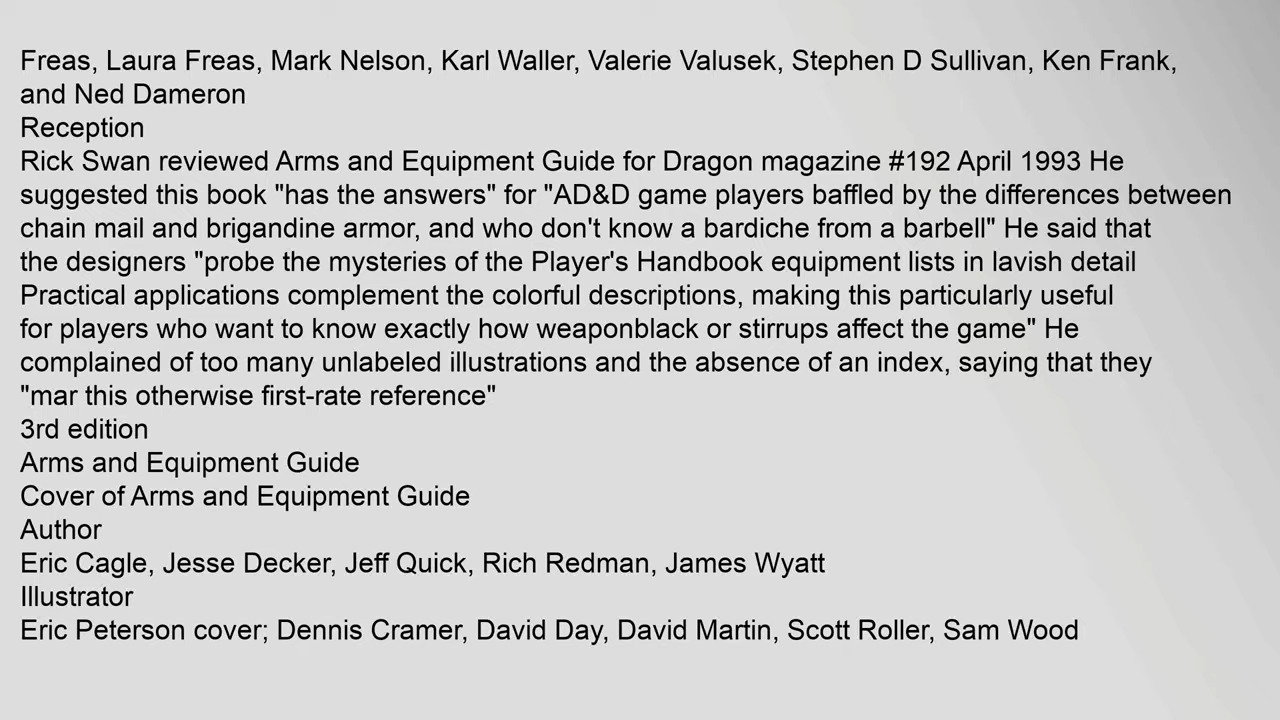 Freas, Laura Freas, Mark Nelson, Karl Waller, Valerie Valusek, Stephen D Sullivan, Ken Frank,
and Ned Dameron
Reception
Rick Swan reviewed Arms and Equipment Guide for Dragon magazine #192 April 1993 He
suggested this book "has the answers" for "AD&D game players baffled by the differences between
chain mail and brigandine armor, and who don't know a bardiche from a barbell" He said that
the designers "probe the mysteries of the Player's Handbook equipment lists in lavish detail
Practical applications complement the colorful descriptions, making this particularly useful
for players who want to know exactly how weaponblack or stirrups affect the game" He
complained of too many unlabeled illustrations and the absence of an index, saying that they
"mar this otherwise first-rate reference"
3rd edition
Arms and Equipment Guide
Cover of Arms and Equipment Guide
Author
Eric Cagle, Jesse Decker, Jeff Quick, Rich Redman, James Wyatt
Illustrator
Eric Peterson cover; Dennis Cramer, David Day, David Martin, Scott Roller, Sam Wood